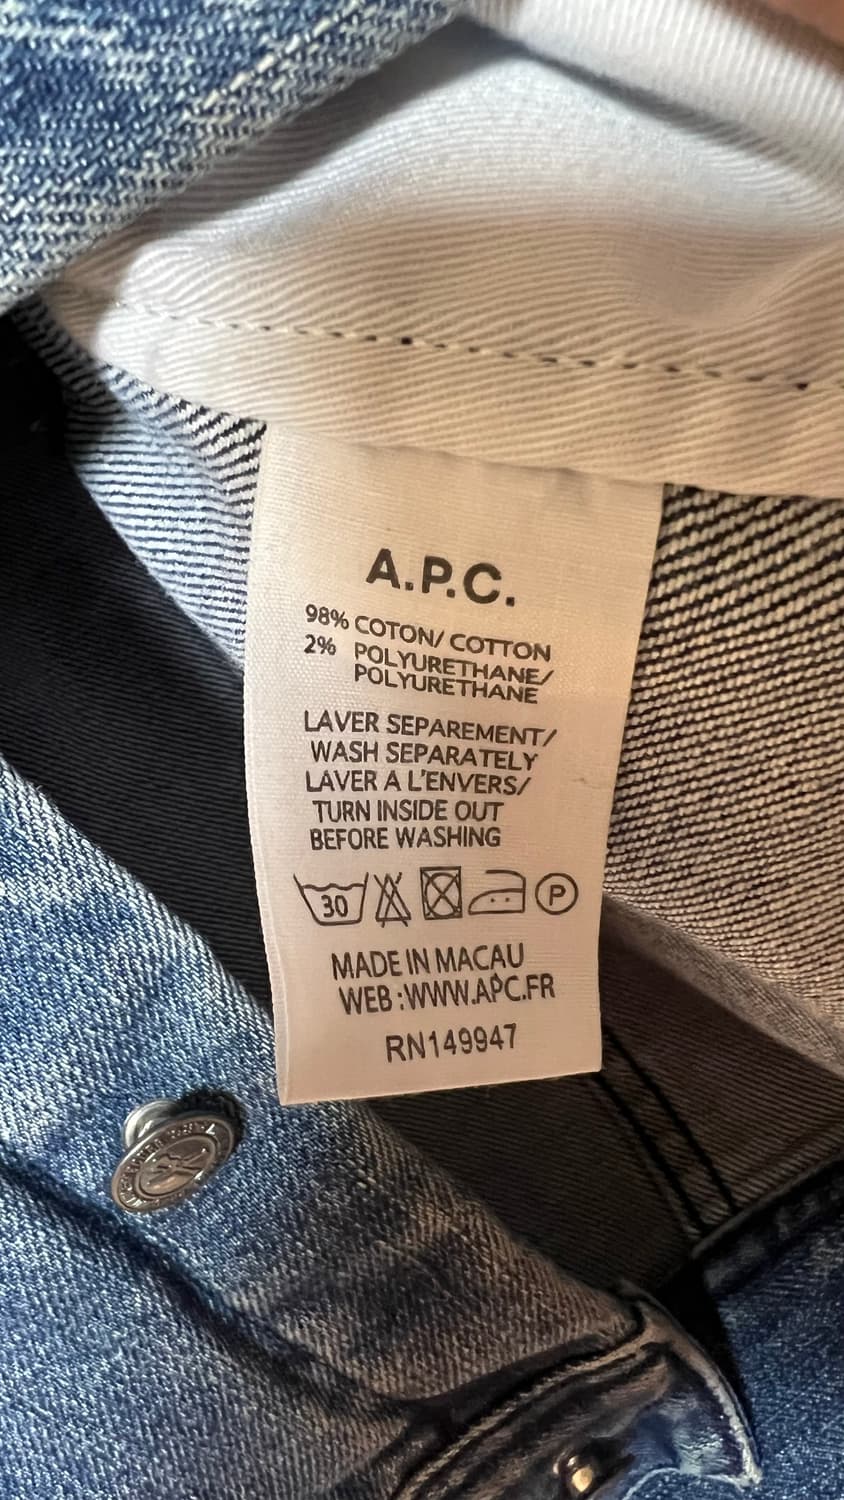 A.P.C.
98% COTON/ COTTON
2% POLYURETHANE/
POLYURETHANE
LAVER SEPAREMENT/
WASH SEPARATELY
LAVER A L'ENVERS/
TURN INSIDE OUT
BEFORE WASHING
30 P
MADE IN MACAU
WEB :WWW.APC.FR
RN149947